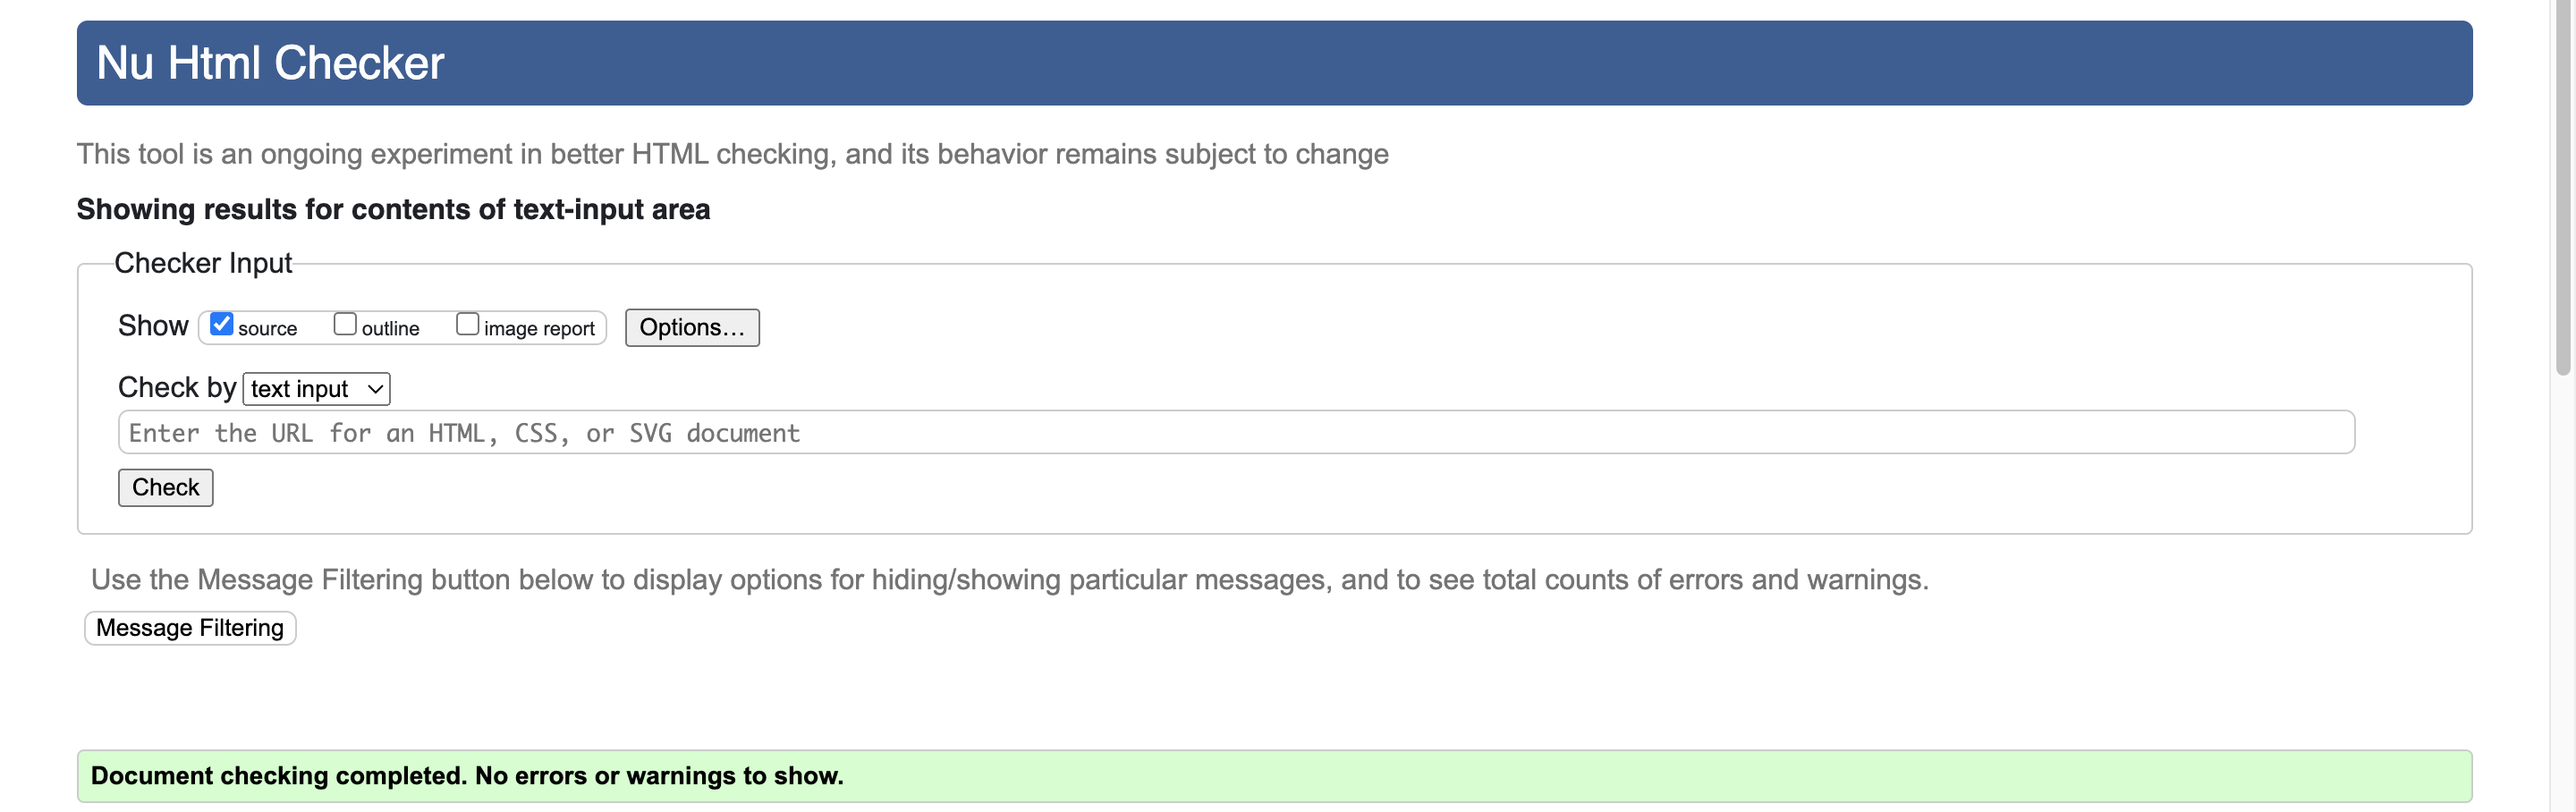 Nu Html Checker
This tool is an ongoing experiment in better HTML checking, and its behavior remains subject to change
Showing results for contents of text-input area
Checker Input
Show source outline image report Options...
Check by text input
Enter the URL for an HTML, CSS, or SVG document
Check
Use the Message Filtering button below to display options for hiding/showing particular messages, and to see total counts of errors and warnings.
Message Filtering
Document checking completed. No errors or warnings to show.